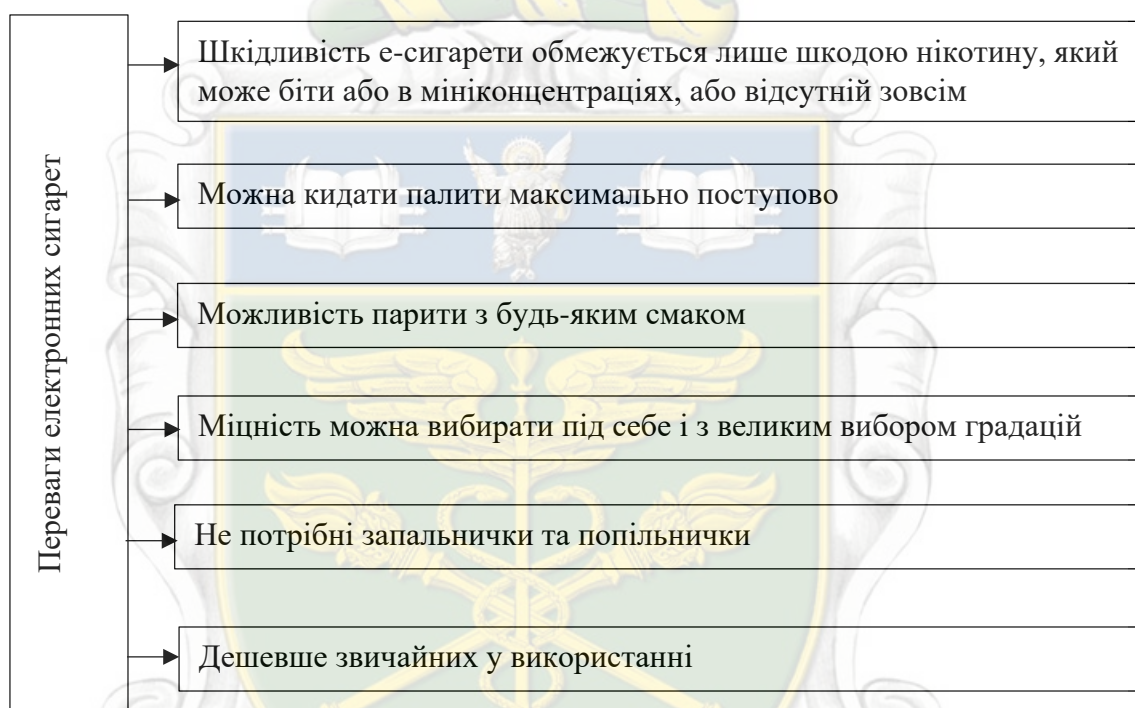 Переваги електронних сигарет
Шкідливість е-сигарети обмежується лише шкодою нікотину, який
може біти або в мініконцентраціях, або відсутній зовсім
Можна кидати палити максимально поступово
Можливість парити з будь-яким смаком
Міцність можна вибирати під себе і з великим вибором градацій
Не потрібні запальнички та попільнички
Дешевше звичайних у використанні